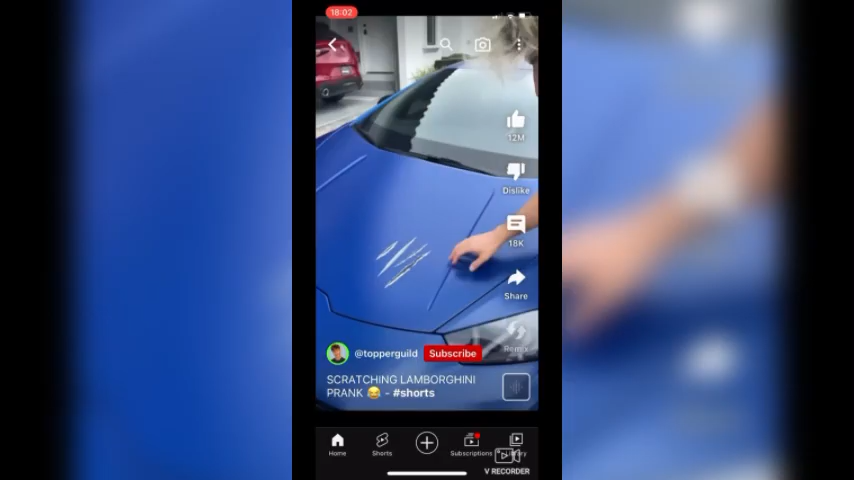 18:02
12M
Dislike
18K
Share
Remix
@topperguild Subscribe
SCRATCHING LAMBORGHINI
PRANK 😂 - #shorts
Home
Shorts
Subscriptions
V RECORDER